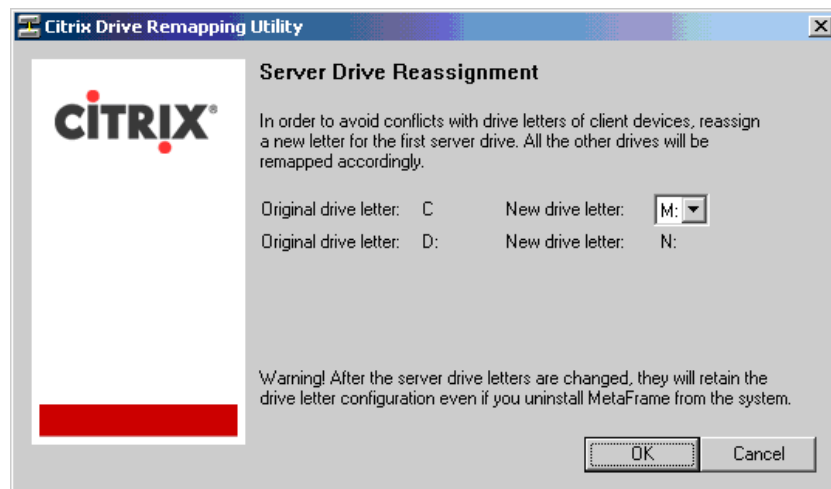 Citrix Drive Remapping Utility
CİTRIX®
Server Drive Reassignment
In order to avoid conflicts with drive letters of client devices, reassign
a new letter for the first server drive. All the other drives will be
remapped accordingly.
Original drive letter: C New drive letter: M:
Original drive letter: D: New drive letter: N:
Warning! After the server drive letters are changed, they will retain the
drive letter configuration even if you uninstall MetaFrame from the system.
OK Cancel